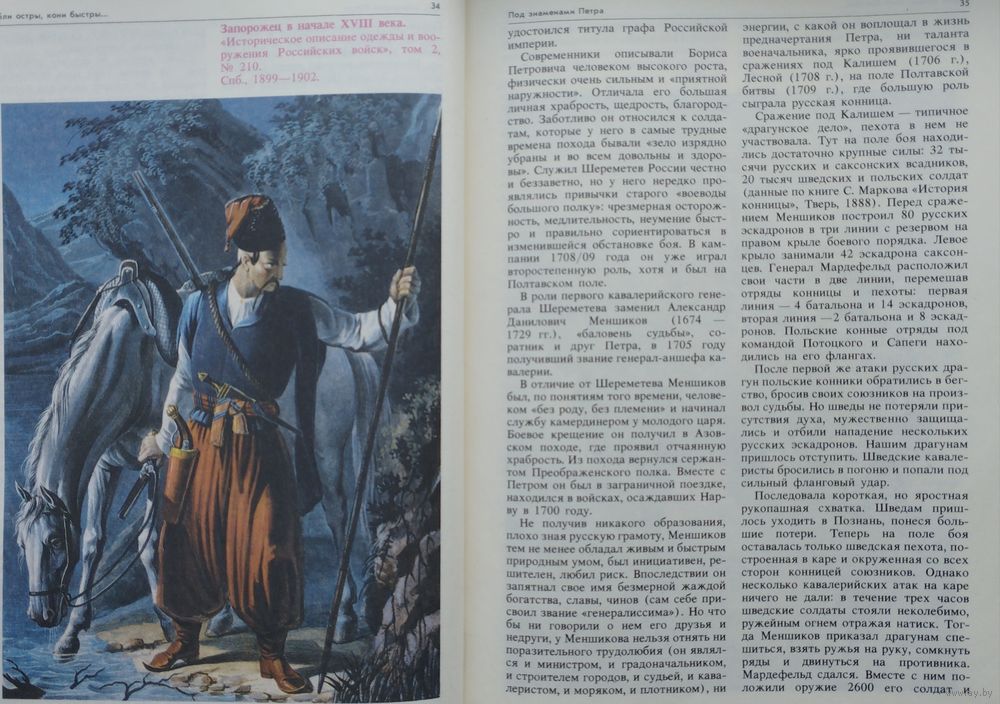 ли остры, кони быстры...
34
Запорожец в начале XVIII века.
«Историческое описание одежды и воо-
ружения Российских войск», том 2,
№ 210.
Спб., 1899—1902.
Под знаменами Петра
35
удостоился титула графа Российской
империи.
Современники описывали Бориса
Петровича человеком высокого роста,
физически очень сильным и «приятной
наружности». Отличала его большая
личная храбрость, щедрость, благород-
ство. Заботливо он относился к солда-
там, которые у него в самые трудные
времена похода бывали «зело изрядно
убраны и во всем довольны и здоро-
вы». Служил Шереметев России честно
и беззаветно, но у него нередко про-
являлись привычки старого «воеводы
большого полку»: чрезмерная осторож-
ность, медлительность, неумение быст-
ро и правильно сориентироваться в
изменившейся обстановке боя. В кам-
пании 1708/09 года он уже играл
второстепенную роль, хотя и был на
Полтавском поле.
В роли первого кавалерийского гене-
рала Шереметева заменил Александр
Данилович Меншиков (1674 —
1729 гг.), «баловень судьбы», со-
ратник и друг Петра, в 1705 году
получивший звание генерал-аншефа ка-
валерии.
В отличие от Шереметева Меншиков
был, по понятиям того времени, челове-
ком «без роду, без племени» и начинал
службу камердинером у молодого царя.
Боевое крещение он получил в Азов-
ском походе, где проявил отчаянную
храбрость. Из похода вернулся сержан-
том Преображенского полка. Вместе с
Петром он был в заграничной поездке,
находился в войсках, осаждавших Нар-
ву в 1700 году.
Не получив никакого образования,
плохо зная русскую грамоту, Меншиков
тем не менее обладал живым и быстрым
природным умом, был инициативен, ре-
шителен, любил риск. Впоследствии он
запятнал свое имя безмерной жаждой
богатства, славы, чинов (сам себе при-
своил звание «генералиссима»). Но что
бы ни говорили о нем его друзья и
недруги, у Меншикова нельзя отнять ни
поразительного трудолюбия (он являл-
ся и министром, и градоначальником,
и строителем городов, и судьей, и кава-
леристом, и моряком, и плотником), ни
энергии, с какой он воплощал в жизнь
предначертания Петра, ни таланта
военачальника, ярко проявившегося в
сражениях под Калишем (1706 г.),
Лесной (1708 г.), на поле Полтавской
битвы (1709 г.), где большую роль
сыграла русская конница.
Сражение под Калишем — типичное
«драгунское дело», пехота в нем не
участвовала. Тут на поле боя находи-
лись достаточно крупные силы: 32 ты-
сячи русских и саксонских всадников,
20 тысяч шведских и польских солдат
(данные по книге С. Маркова «История
конницы», Тверь, 1888). Перед сраже-
нием Меншиков построил 80 русских
эскадронов в три линии с резервом на
правом крыле боевого порядка. Левое
крыло занимали 42 эскадрона саксон-
цев. Генерал Мардефельд расположил
свои части в две линии, перемешав
отряды конницы и пехоты: первая
линия — 4 батальона и 14 эскадронов,
вторая линия —2 батальона и 8 эскад-
ронов. Польские конные отряды под
командой Потоцкого и Сапеги нахо-
дились на его флангах.
После первой же атаки русских дра-
гун польские конники обратились в бег-
ство, бросив своих союзников на произ-
вол судьбы. Но шведы не потеряли при-
сутствия духа, мужественно защища-
лись и отбили нападение нескольких
русских эскадронов. Нашим драгунам
пришлось отступить. Шведские кавале-
ристы бросились в погоню и попали под
сильный фланговый удар.
Последовала короткая, но яростная
рукопашная схватка. Шведам приш-
лось уходить в Познань, понеся боль-
шие потери. Теперь на поле боя
оставалась только шведская пехота, по-
строенная в каре и окруженная со всех
сторон конницей союзников. Однако
несколько кавалерийских атак на каре
ничего не дали: в течение трех часов
шведские солдаты стояли неколебимо,
ружейным огнем отражая натиск. Тог-
да Меншиков приказал драгунам спе-
шиться, взять ружья на руку, сомкнуть
ряды и двинуться на противника.
Мардефельд сдался. Вместе с ним по-
ложили оружие 2600 его солдат и